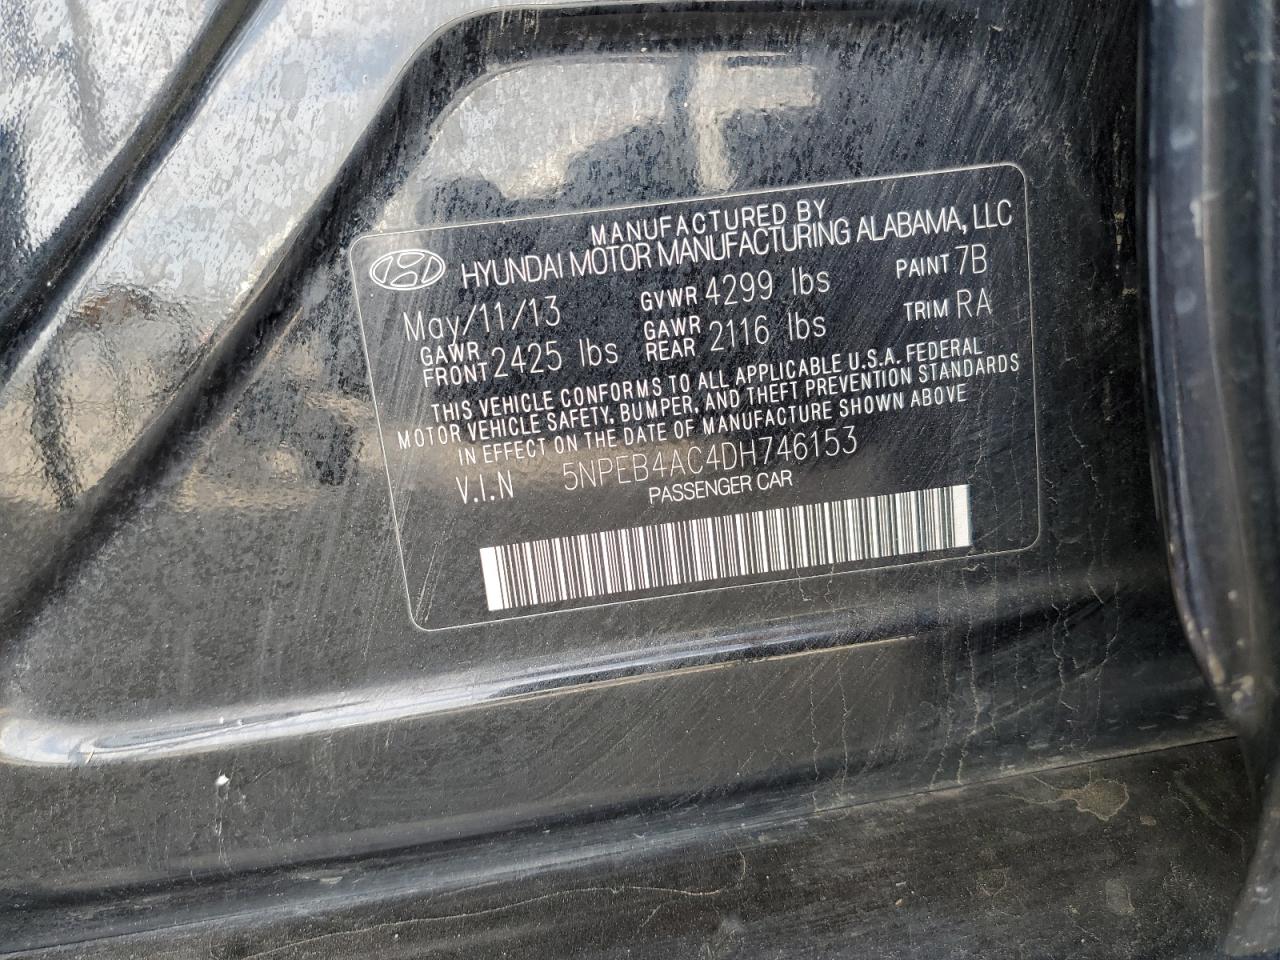 MANUFACTURED BY
HYUNDAI MOTOR MANUFACTURING ALABAMA, LLC
May/11/13 GVWR 4299 lbs PAINT 7B
GAWR FRONT 2425 lbs GAWR REAR 2116 lbs TRIM RA
THIS VEHICLE CONFORMS TO ALL APPLICABLE U.S.A. FEDERAL
MOTOR VEHICLE SAFETY, BUMPER, AND THEFT PREVENTION STANDARDS
IN EFFECT ON THE DATE OF MANUFACTURE SHOWN ABOVE
V.I.N 5NPEB4AC4DH746153
PASSENGER CAR